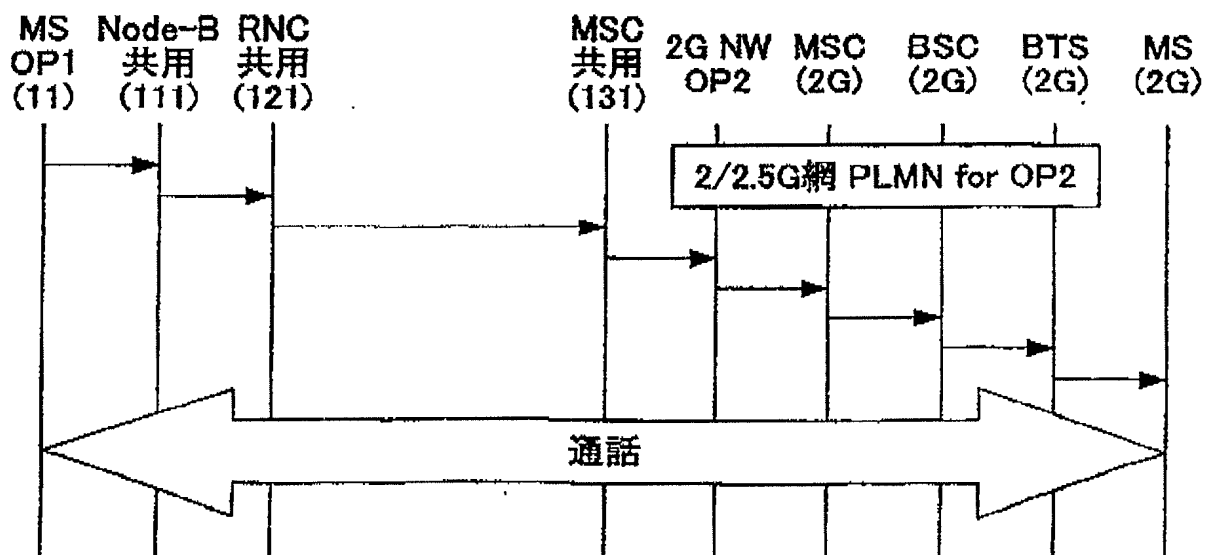 MS
OP1
(11)
Node-B
共用
(111)
RNC
共用
(121)
MSC
共用
(131)
2G NW
OP2
MSC
(2G)
BSC
(2G)
BTS
(2G)
MS
(2G)
2/2.5G網 PLMN for OP2
通話